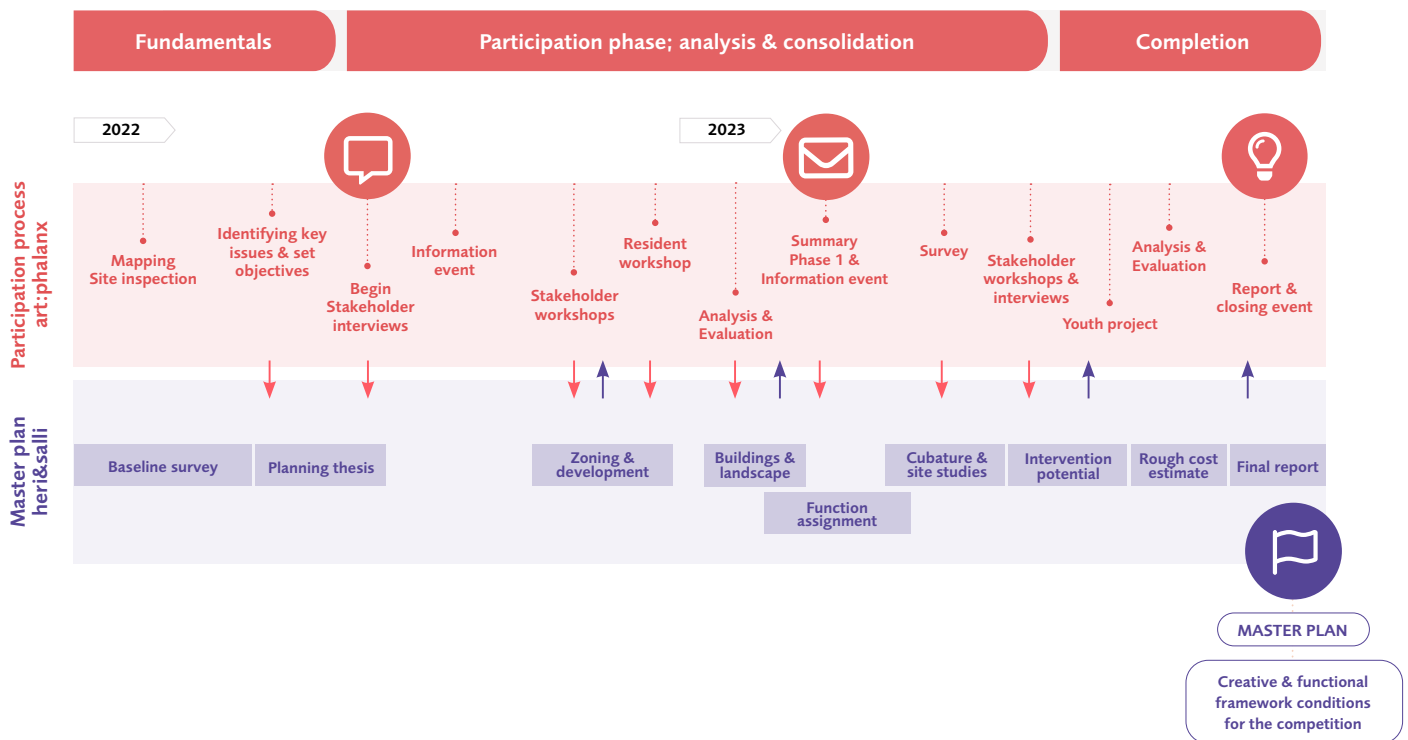 Fundamentals
Participation phase; analysis & consolidation
Completion
2022
2023
Participation process
art:phalanx
Mapping
Site inspection
Identifying key
issues & set
objectives
Begin
Stakeholder
interviews
Information
event
Stakeholder
workshops
Resident
workshop
Analysis &
Evaluation
Summary
Phase 1 &
Information event
Survey
Stakeholder
workshops &
interviews
Youth project
Analysis &
Evaluation
Report &
closing event
Master plan
heri&salli
Baseline survey
Planning thesis
Zoning &
development
Buildings &
landscape
Function
assignment
Cubature &
site studies
Intervention
potential
Rough cost
estimate
Final report
MASTER PLAN
Creative & functional
framework conditions
for the competition